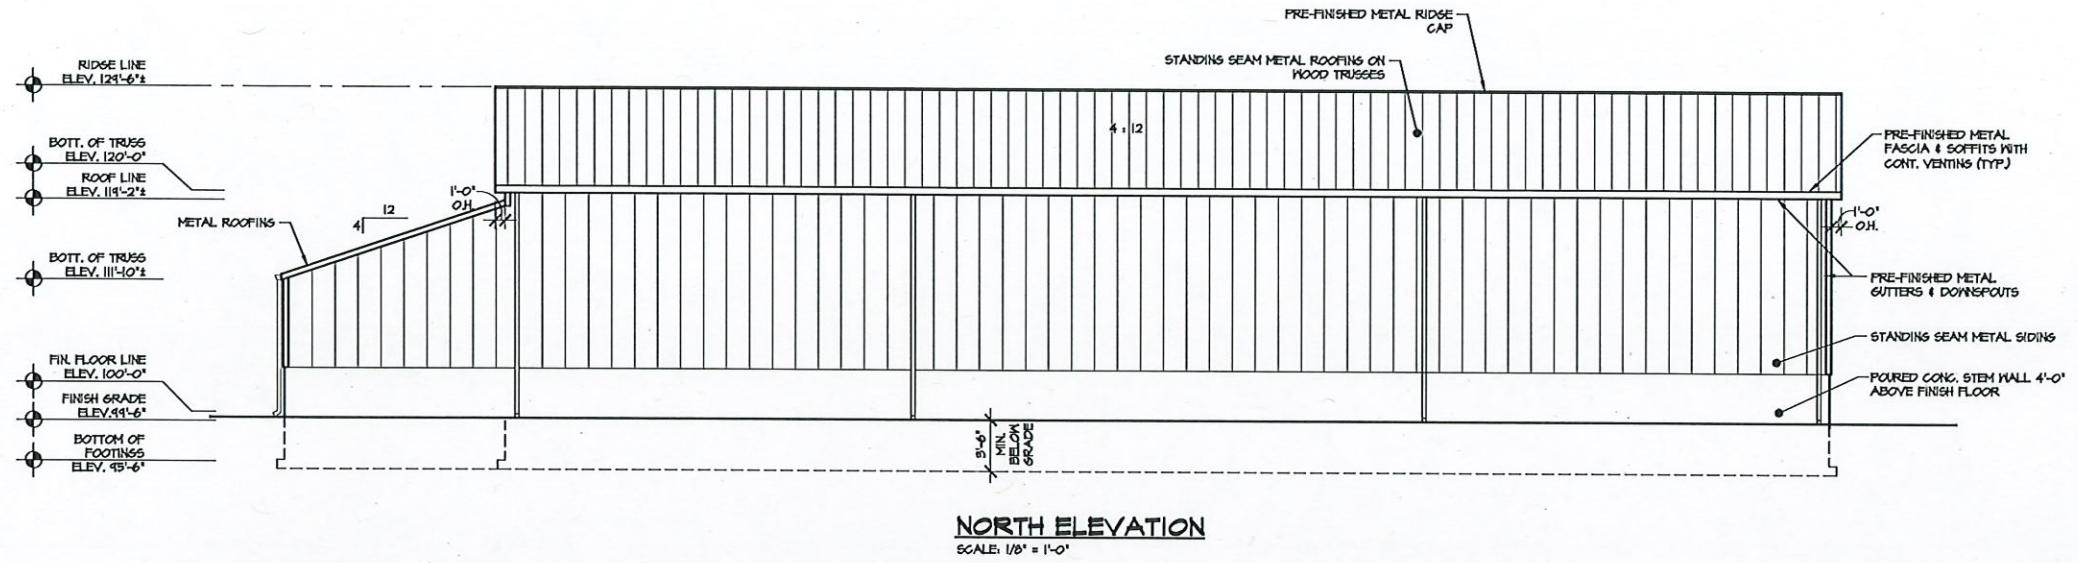 PRE-FINISHED METAL RIDGE
CAP
STANDING SEAM METAL ROOFING ON
WOOD TRUSSES
RIDGE LINE
ELEV. 129'-6"±
4 : 12
BOTT. OF TRUSS
ELEV. 120'-0"
ROOF LINE
ELEV. 119'-2"±
PRE-FINISHED METAL
FASCIA & SOFFITS WITH
CONT. VENTING (TYP.)
1'-0"
O.H.
12
4
METAL ROOFING
1'-0"
O.H.
BOTT. OF TRUSS
ELEV. 111'-10"±
PRE-FINISHED METAL
GUTTERS & DOWNSPOUTS
STANDING SEAM METAL SIDING
FIN. FLOOR LINE
ELEV. 100'-0"
POURED CONC. STEM WALL 4'-0"
ABOVE FINISH FLOOR
FINISH GRADE
ELEV. 99'-6"
BOTTOM OF
FOOTINGS
ELEV. 95'-6"
3'-6"
MIN.
BELOW
GRADE
NORTH ELEVATION
SCALE: 1/8" = 1'-0"